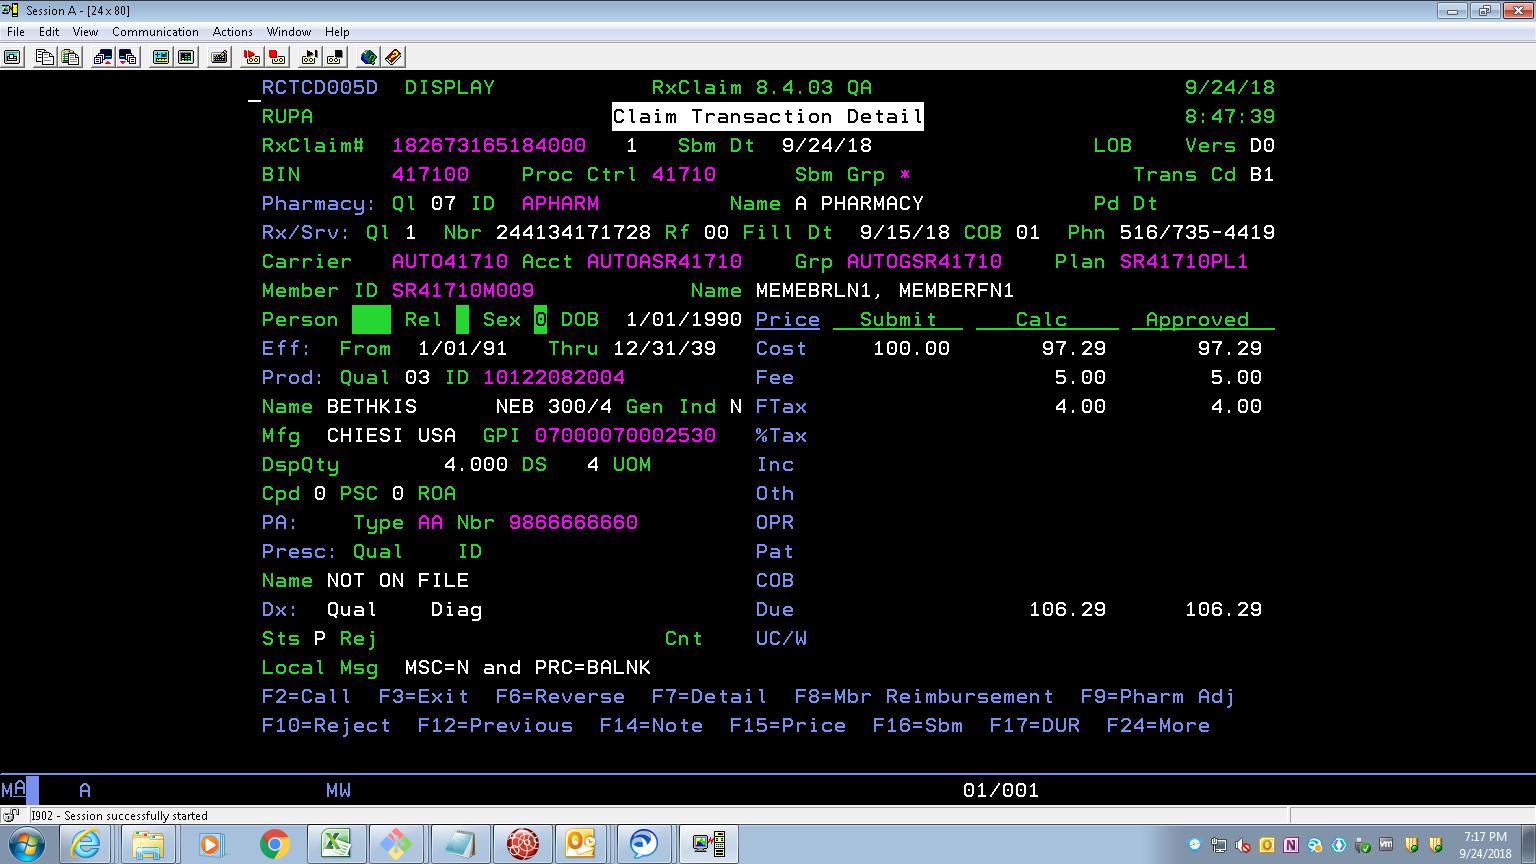 Session A - [24 x 80]
File Edit View Communication Actions Window Help
RCTCD005D DISPLAY RxClaim 8.4.03 QA 9/24/18
RUPA Claim Transaction Detail 8:47:39
RxClaim# 182673165184000 1 Sbm Dt 9/24/18 LOB Vers D0
BIN 417100 Proc Ctrl 41710 Sbm Grp * Trans Cd B1
Pharmacy: Ql 07 ID APHARM Name A PHARMACY Pd Dt
Rx/Srv: Ql 1 Nbr 244134171728 Rf 00 Fill Dt 9/15/18 COB 01 Phn 516/735-4419
Carrier AUTO41710 Acct AUTOASR41710 Grp AUTOGSR41710 Plan SR41710PL1
Member ID SR41710M009 Name MEMEBRLN1, MEMBERFN1
Person Rel Sex 0 DOB 1/01/1990 Price Submit Calc Approved
Eff: From 1/01/91 Thru 12/31/39 Cost 100.00 97.29 97.29
Prod: Qual 03 ID 10122082004 Fee 5.00 5.00
Name BETHKIS NEB 300/4 Gen Ind N FTax 4.00 4.00
Mfg CHIESI USA GPI 07000070002530 %Tax
DspQty 4.000 DS 4 UOM Inc
Cpd 0 PSC 0 ROA Oth
PA: Type AA Nbr 9866666660 OPR
Presc: Qual ID Pat
Name NOT ON FILE COB
Dx: Qual Diag Due 106.29 106.29
Sts P Rej Cnt UC/W
Local Msg MSC=N and PRC=BALNK
F2=Call F3=Exit F6=Reverse F7=Detail F8=Mbr Reimbursement F9=Pharm Adj
F10=Reject F12=Previous F14=Note F15=Price F16=Sbm F17=DUR F24=More
MA A MW 01/001
I902 - Session successfully started
7:17 PM
9/24/2018